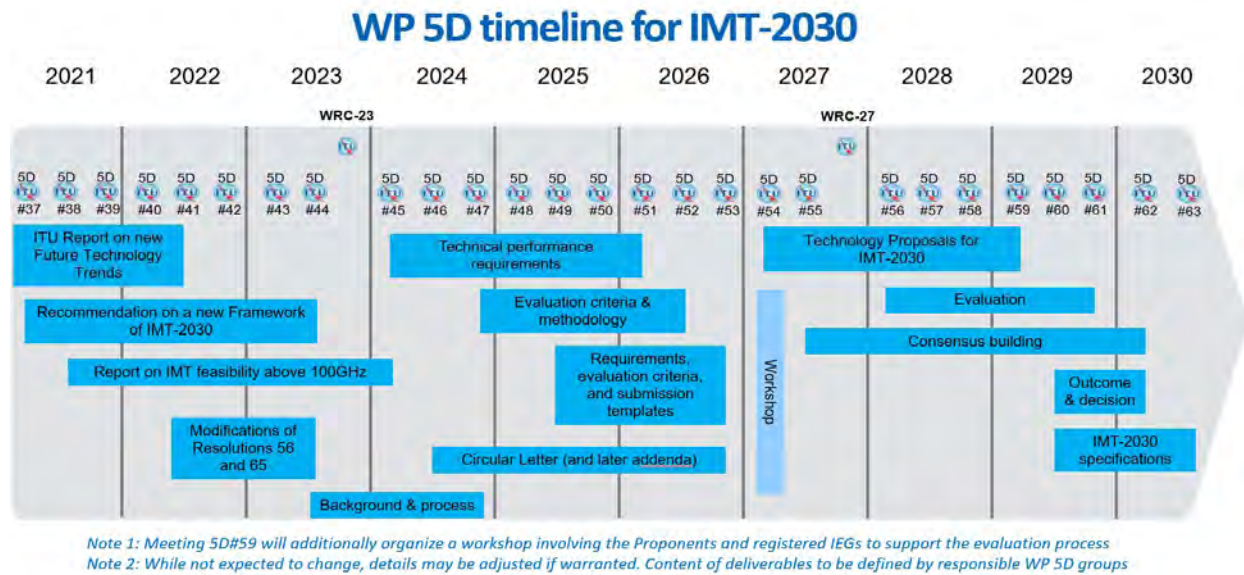 WP 5D timeline for IMT-2030
2021 2022 2023 2024 2025 2026 2027 2028 2029 2030
WRC-23 WRC-27
5D 5D 5D 5D 5D 5D 5D 5D 5D 5D 5D 5D 5D 5D 5D 5D 5D 5D 5D 5D 5D 5D 5D 5D 5D 5D 5D
#37 #38 #39 #40 #41 #42 #43 #44 #45 #46 #47 #48 #49 #50 #51 #52 #53 #54 #55 #56 #57 #58 #59 #60 #61 #62 #63
ITU Report on new
Future Technology
Trends
Technical performance
requirements
Technology Proposals for
IMT-2030
Recommendation on a new Framework
of IMT-2030
Evaluation criteria &
methodology
Evaluation
Consensus building
Report on IMT feasibility above 100GHz
Requirements,
evaluation criteria,
and submission
templates
Workshop
Outcome
& decision
Modifications of
Resolutions 56
and 65
Circular Letter (and later addenda)
IMT-2030
specifications
Background & process
Note 1: Meeting 5D#59 will additionally organize a workshop involving the Proponents and registered IEGs to support the evaluation process
Note 2: While not expected to change, details may be adjusted if warranted. Content of deliverables to be defined by responsible WP 5D groups